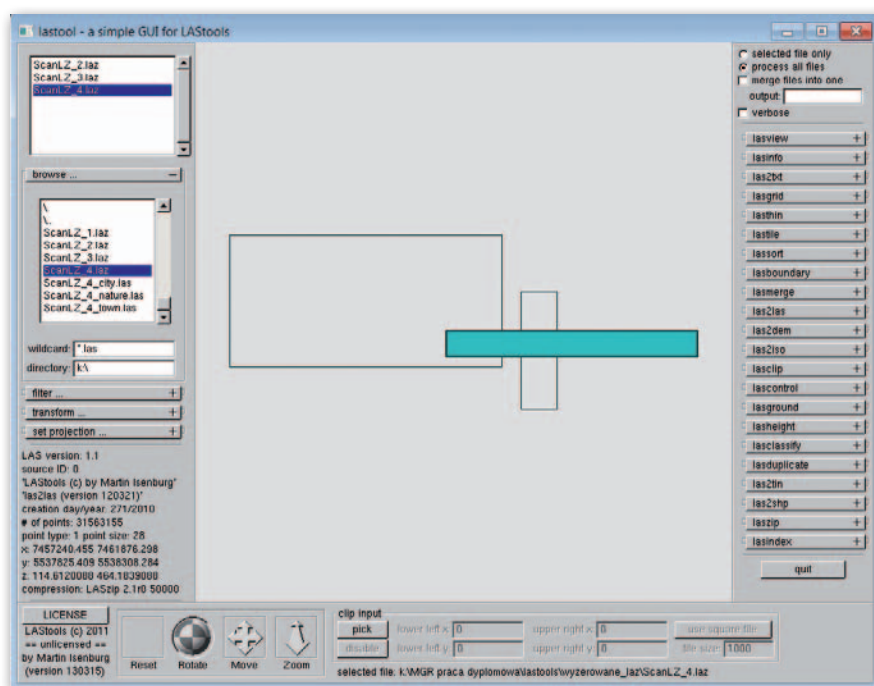 lastool - a simple GUI for LAStools
ScanLZ_2.laz
ScanLZ_3.laz
ScanLZ_4.laz
browse ...
\.
\..
ScanLZ_1.laz
ScanLZ_2.laz
ScanLZ_3.laz
ScanLZ_4.laz
ScanLZ_4_city.las
ScanLZ_4_nature.las
ScanLZ_4_town.las
wildcard: *.las
directory: k:\
filter ...
transform ...
set projection ...
LAS version: 1.1
source ID: 0
'LAStools (c) by Martin Isenburg'
'las2las (version 120321)'
creation day/year: 271/2010
# of points: 31563155
point type: 1 point size: 28
x: 7457240.455 7461876.298
y: 5537825.409 5538308.284
z: 114.6120000 464.1839000
compression: LASzip 2.1r0 50000
LICENSE
LAStools (c) 2011
== unlicensed ==
by Martin Isenburg
(version 130315)
Reset
Rotate
Move
Zoom
clip input
pick
lower left x: 0
upper right x: 0
use square tile
disable
lower left y: 0
upper right y: 0
tile size: 1000
selected file: k:\MGR praca dyplomowa\lastools\wyzerowane_laz\ScanLZ_4.laz
selected file only
process all files
merge files into one
output:
verbose
lasview +
lasinfo +
las2txt +
lasgrid +
lasthin +
lastile +
lassort +
lasboundary +
lasmerge +
las2las +
las2dem +
las2iso +
lasclip +
lascontrol +
lasground +
lasheight +
lasclassify +
lasduplicate +
las2tin +
las2shp +
laszip +
lasindex +
quit